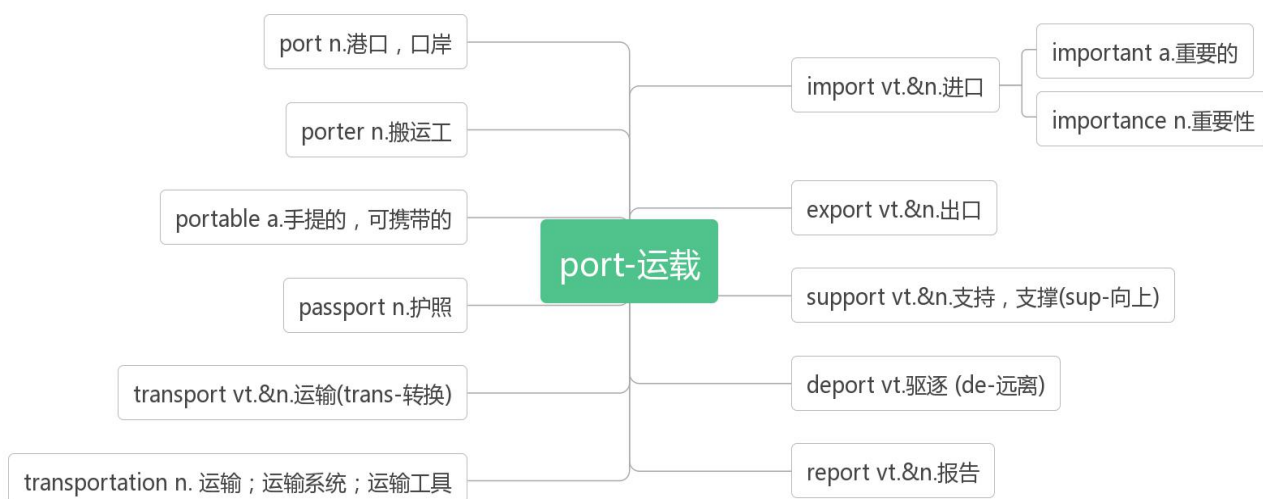 port n.港口，口岸
porter n.搬运工
portable a.手提的，可携带的
passport n.护照
transport vt.&n.运输(trans-转换)
transportation n. 运输；运输系统；运输工具
port-运载
import vt.&n.进口
important a.重要的
importance n.重要性
export vt.&n.出口
support vt.&n.支持，支撑(sup-向上)
deport vt.驱逐 (de-远离)
report vt.&n.报告